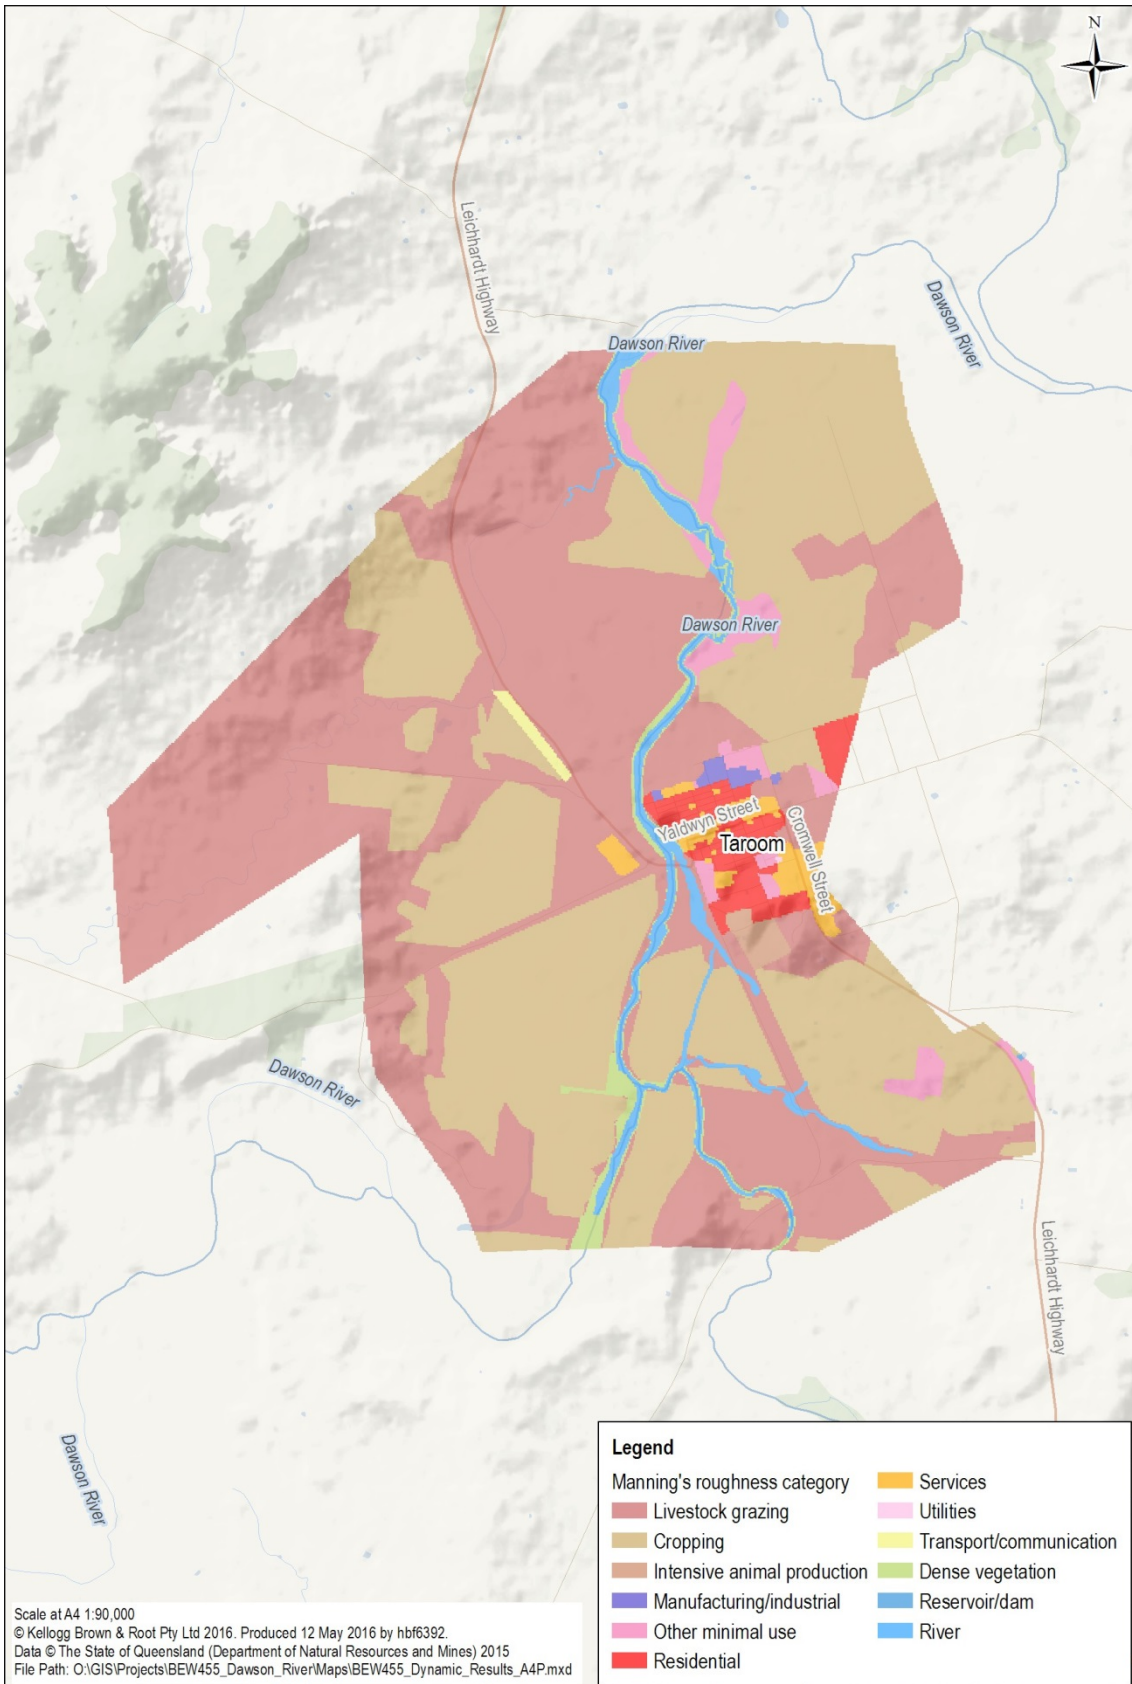 N
Leichhardt Highway
Dawson River
Dawson River
Dawson River
Yaldwyn Street
Taroom
Cromwell Street
Dawson River
Leichhardt Highway
Dawson River
Legend
Manning's roughness category
Livestock grazing
Cropping
Intensive animal production
Manufacturing/industrial
Other minimal use
Residential
Services
Utilities
Transport/communication
Dense vegetation
Reservoir/dam
River
Scale at A4 1:90,000
© Kellogg Brown & Root Pty Ltd 2016. Produced 12 May 2016 by hbf6392.
Data © The State of Queensland (Department of Natural Resources and Mines) 2015
File Path: O:\GIS\Projects\BEW455_Dawson_River\Maps\BEW455_Dynamic_Results_A4P.mxd